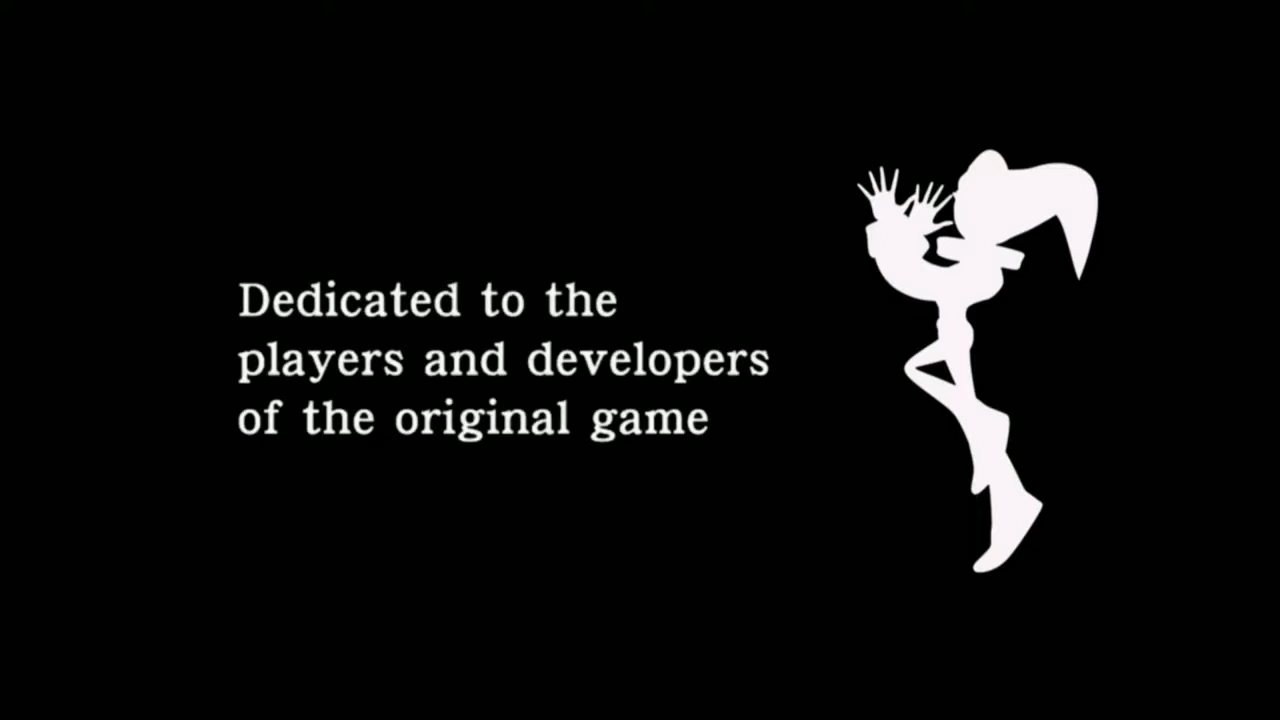 Dedicated to the
players and developers
of the original game